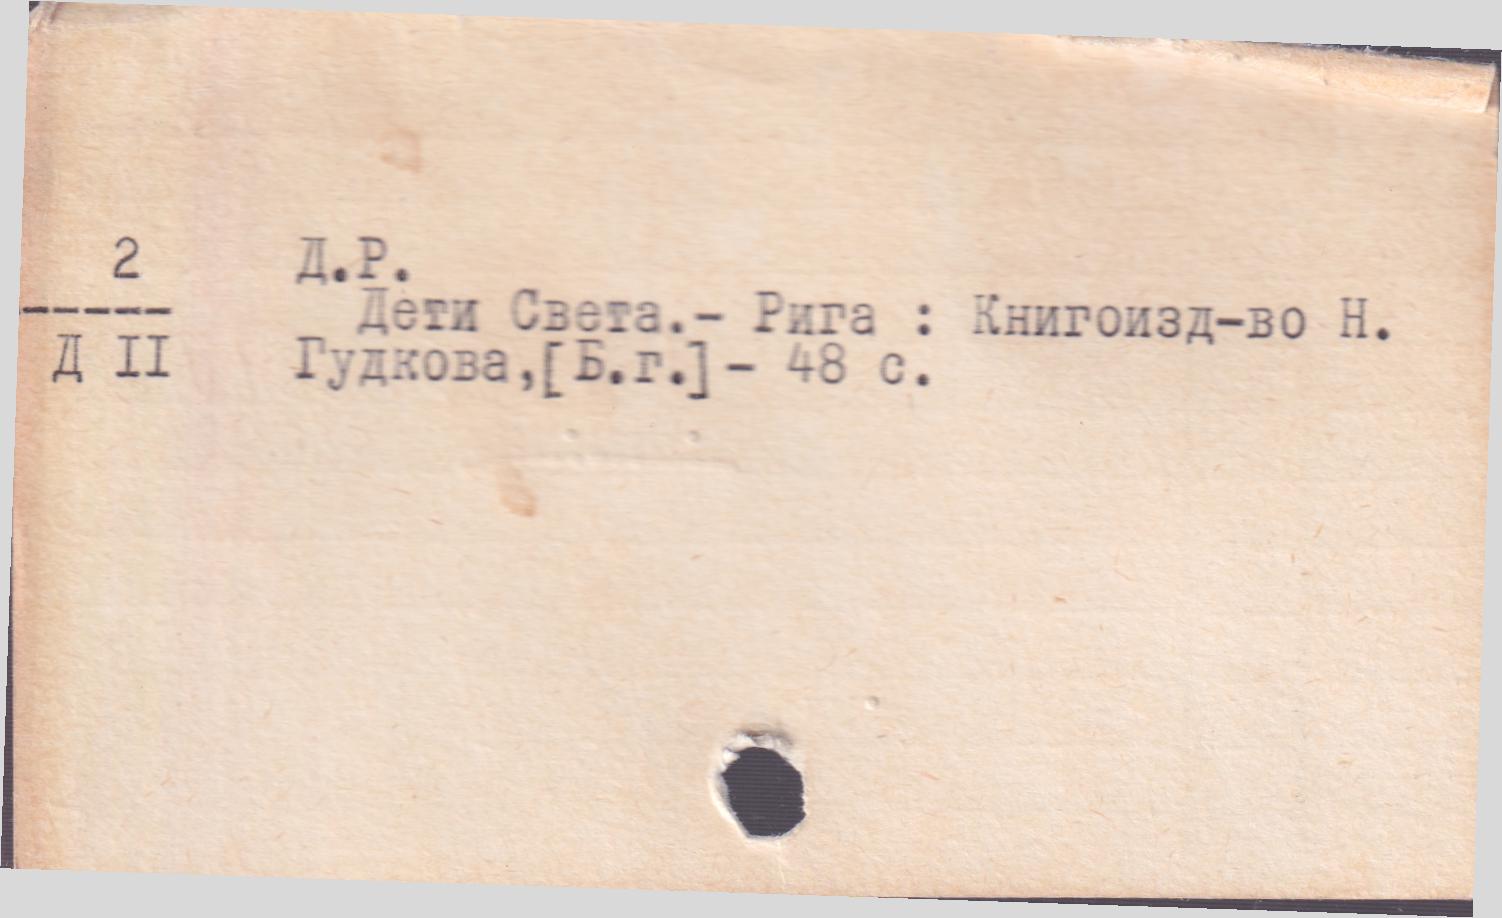 2 Д.Р.
----- Дети Света.- Рига : Книгоизд-во Н.
Д II Гудкова,[Б.г.]- 48 с.